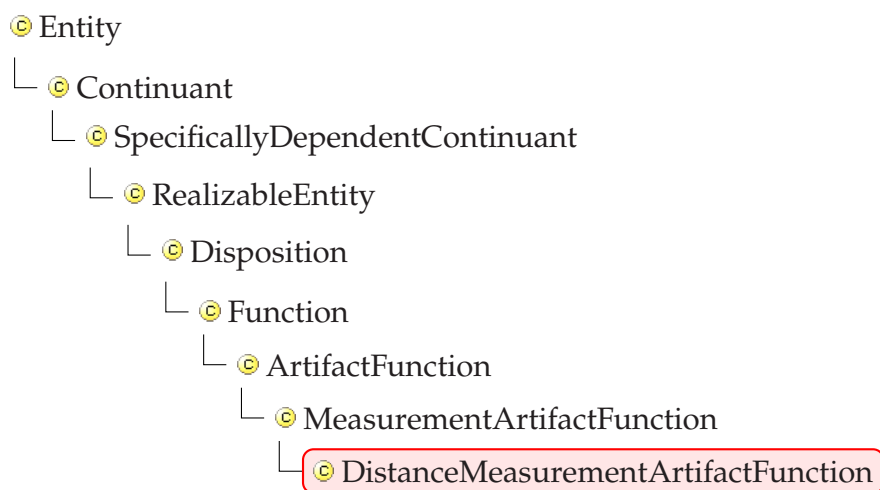 Entity
Continuant
SpecificallyDependentContinuant
RealizableEntity
Disposition
Function
ArtifactFunction
MeasurementArtifactFunction
DistanceMeasurementArtifactFunction